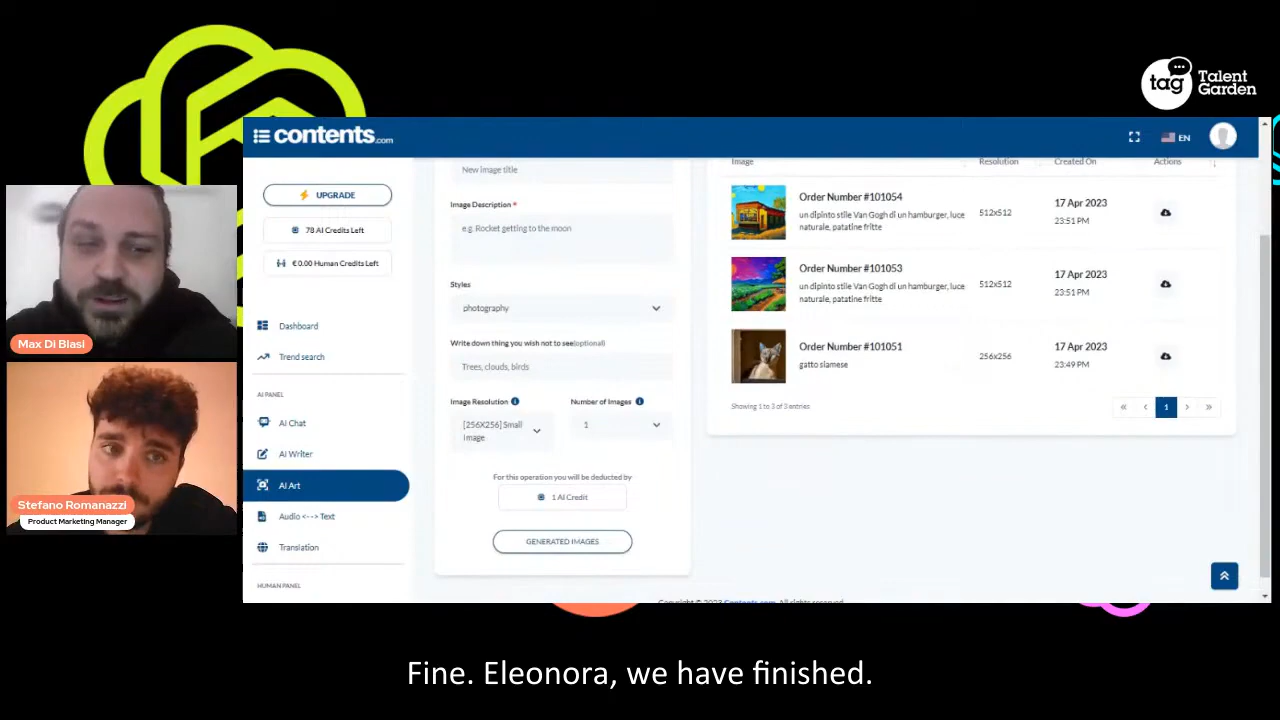 tag
Talent
Garden
contents.com
EN
UPGRADE
78 AI Credits Left
€ 0.00 Human Credits Left
Dashboard
Trend search
AI PANEL
AI Chat
AI Writer
AI Art
Audio <--> Text
Translation
HUMAN PANEL
New image title
Image Description *
e.g. Rocket getting to the moon
Styles
photography
Write down thing you wish not to see(optional)
Trees, clouds, birds
Image Resolution
[256X256] Small
Image
Number of Images
1
For this operation you will be deducted by
1 AI Credit
GENERATED IMAGES
Image Resolution Created On Actions
Order Number #101054
un dipinto stile Van Gogh di un hamburger, luce
naturale, patatine fritte
512x512
17 Apr 2023
23:51 PM
Order Number #101053
un dipinto stile Van Gogh di un hamburger, luce
naturale, patatine fritte
512x512
17 Apr 2023
23:51 PM
Order Number #101051
gatto siamese
256x256
17 Apr 2023
23:49 PM
Showing 1 to 3 of 3 entries
« ‹ 1 › »
Copyright © 2023 Contents.com. All rights reserved
Max Di Blasi
Stefano Romanazzi
Product Marketing Manager
Fine. Eleonora, we have finished.